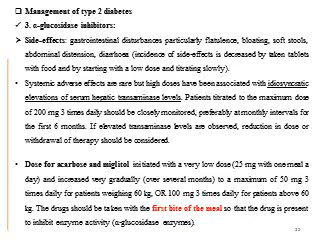 ❑ Management of type 2 diabetes
✓ 3. α-glucosidase inhibitors:
➤ Side-effects: gastrointestinal disturbances particularly flatulence, bloating, soft stools,
abdominal distension, diarrhoea (incidence of side-effects is decreased by taken tablets
with food and by starting with a low dose and titrating slowly).
• Systemic adverse effects are rare but high doses have been associated with idiosyncratic
elevations of serum hepatic transaminase levels. Patients titrated to the maximum dose
of 200 mg 3 times daily should be closely monitored, preferably at monthly intervals for
the first 6 months. If elevated transaminase levels are observed, reduction in dose or
withdrawal of therapy should be considered.
• Dose for acarbose and miglitol initiated with a very low dose (25 mg with one meal a
day) and increased very gradually (over several months) to a maximum of 50 mg 3
times daily for patients weighing 60 kg, OR 100 mg 3 times daily for patients above 60
kg. The drugs should be taken with the first bite of the meal so that the drug is present
to inhibit enzyme activity (α-glucosidase enzymes).